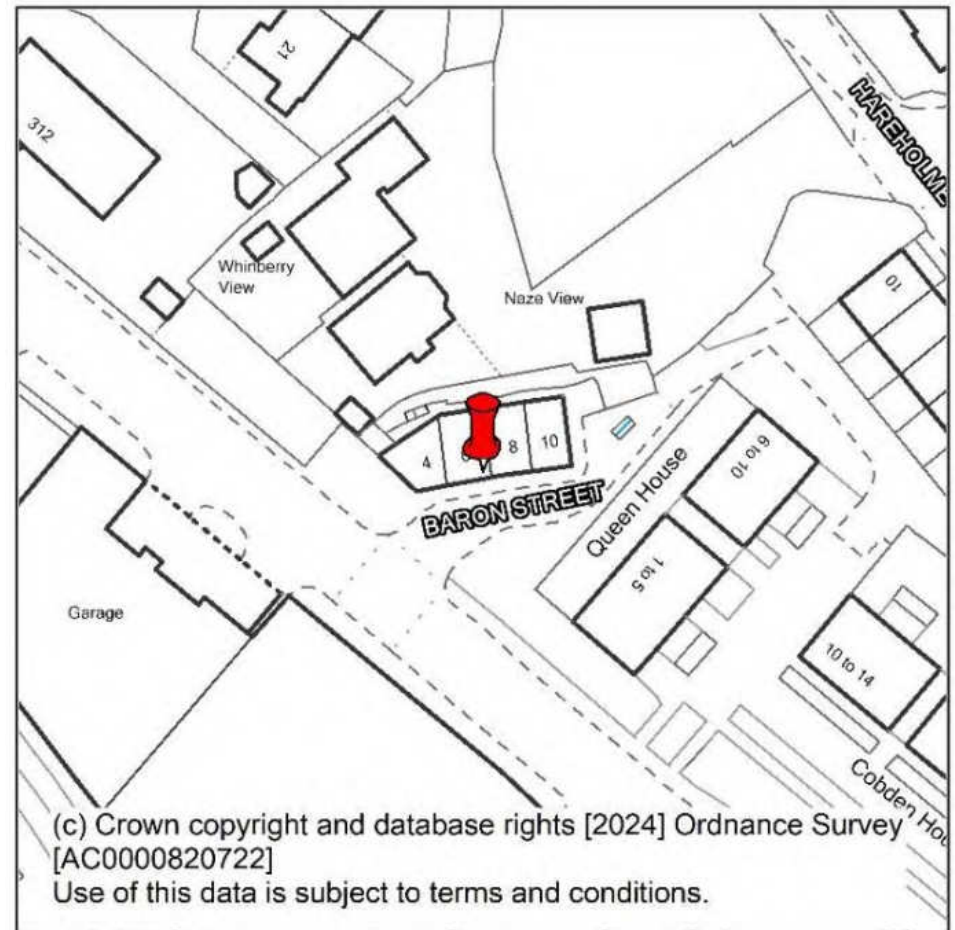 21
312
HAREHOLME
Whinberry
View
Naze View
10
4
8
10
BARON STREET
Queen House
6 to 10
1 to 5
Garage
10 to 14
Cobden Hou
(c) Crown copyright and database rights [2024] Ordnance Survey
[AC0000820722]
Use of this data is subject to terms and conditions.